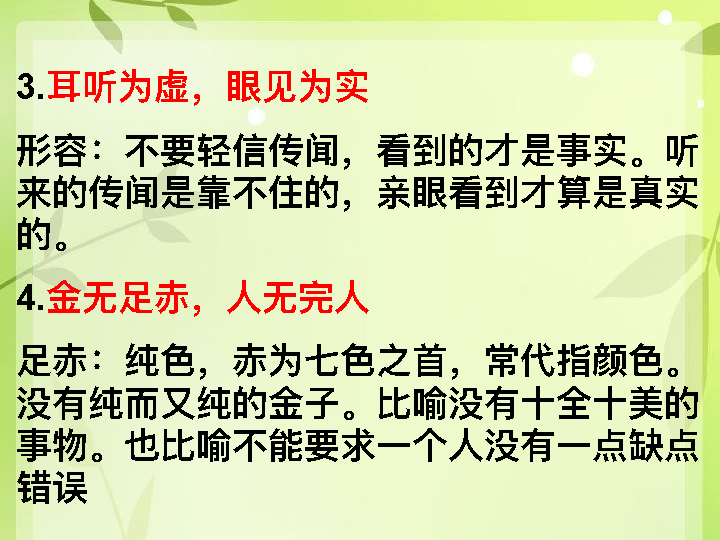 3.耳听为虚，眼见为实
形容：不要轻信传闻，看到的才是事实。听
来的传闻是靠不住的，亲眼看到才算是真实
的。
4.金无足赤，人无完人
足赤：纯色，赤为七色之首，常代指颜色。
没有纯而又纯的金子。比喻没有十全十美的
事物。也比喻不能要求一个人没有一点缺点
错误